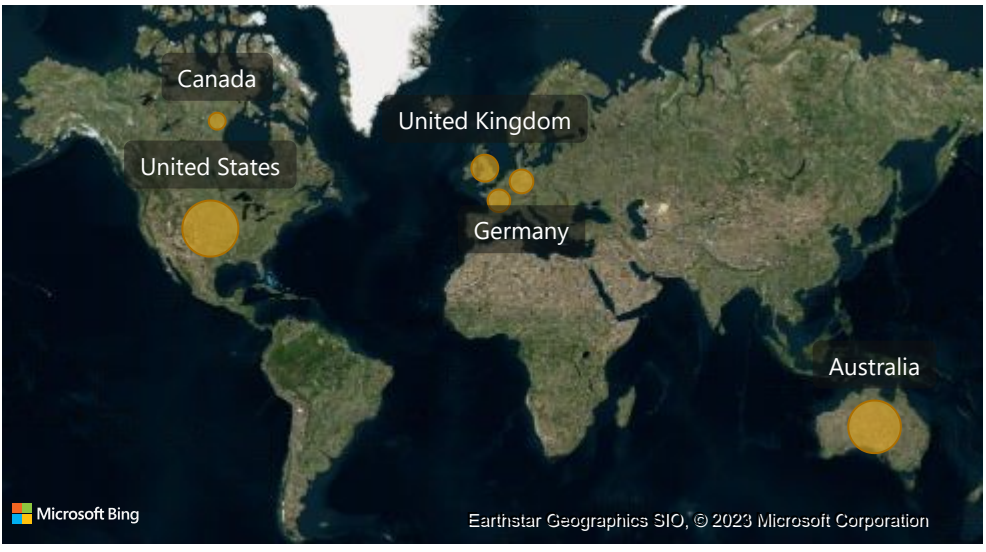 Canada
United Kingdom
United States
Germany
Australia
Microsoft Bing
Earthstar Geographics SIO, © 2023 Microsoft Corporation